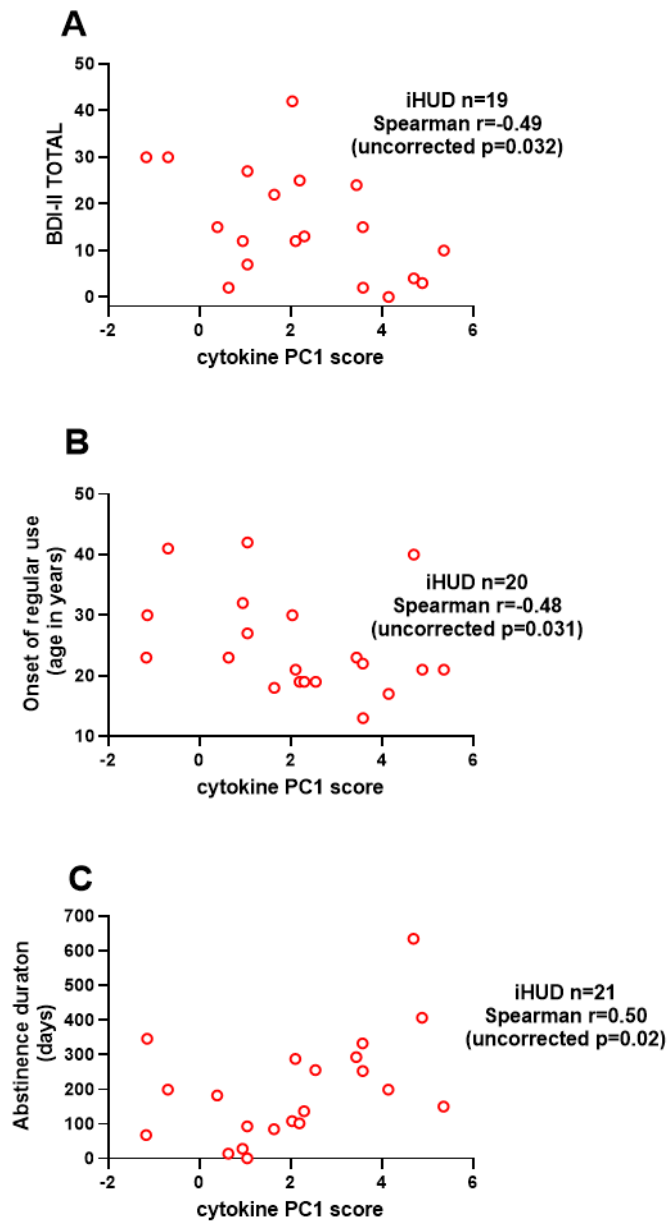 A
50
40
30
20
10
0
BDI-II TOTAL
iHUD n=19
Spearman r=-0.49
(uncorrected p=0.032)
-2 0 2 4 6
cytokine PC1 score
B
50
40
30
20
10
Onset of regular use
(age in years)
iHUD n=20
Spearman r=-0.48
(uncorrected p=0.031)
-2 0 2 4 6
cytokine PC1 score
C
700
600
500
400
300
200
100
0
Abstinence duraton
(days)
iHUD n=21
Spearman r=0.50
(uncorrected p=0.02)
-2 0 2 4 6
cytokine PC1 score